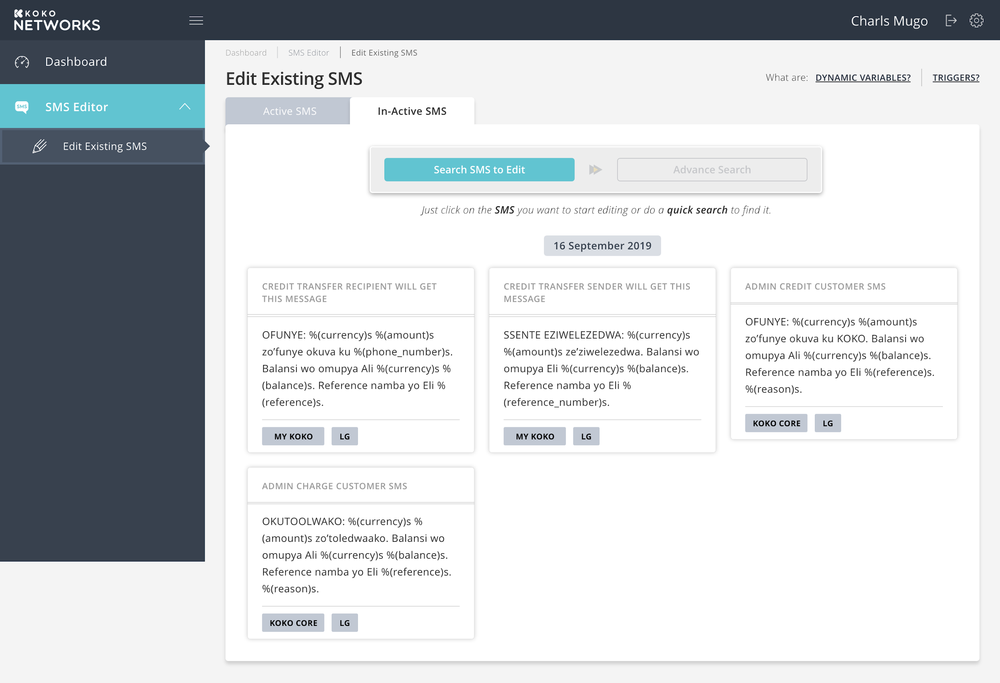 KOKO
NETWORKS
Charls Mugo
Dashboard
SMS
SMS Editor
Edit Existing SMS
Dashboard
SMS Editor
Edit Existing SMS
Edit Existing SMS
What are: DYNAMIC VARIABLES?
TRIGGERS?
Active SMS
In-Active SMS
Search SMS to Edit
Advance Search
Just click on the SMS you want to start editing or do a quick search to find it.
16 September 2019
CREDIT TRANSFER RECIPIENT WILL GET
THIS MESSAGE
OFUNYE: %(currency)s %(amount)s
zo’funye okuva ku %(phone_number)s.
Balansi wo omupya Ali %(currency)s %
(balance)s. Reference namba yo Eli %
(reference)s.
MY KOKO
LG
CREDIT TRANSFER SENDER WILL GET THIS
MESSAGE
SSENTE EZIWELEZEDWA: %(currency)s
%(amount)s ze’ziwelezedwa. Balansi wo
omupya Eli %(currency)s %(balance)s.
Reference namba yo Eli %
(reference_number)s.
MY KOKO
LG
ADMIN CREDIT CUSTOMER SMS
OFUNYE: %(currency)s %(amount)s
zo’funye okuva ku KOKO. Balansi wo
omupya Ali %(currency)s %(balance)s.
Reference namba yo Eli %(reference)s.
%(reason)s.
KOKO CORE
LG
ADMIN CHARGE CUSTOMER SMS
OKUTOOLWAKO: %(currency)s %
(amount)s zo’toledwaako. Balansi wo
omupya Ali %(currency)s %(balance)s.
Reference namba yo Eli %(reference)s.
%(reason)s.
KOKO CORE
LG